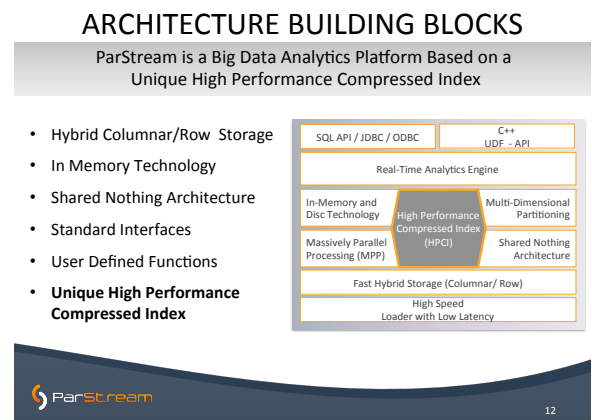 ARCHITECTURE BUILDING BLOCKS
ParStream is a Big Data Analytics Platform Based on a
Unique High Performance Compressed Index
• Hybrid Columnar/Row Storage
• In Memory Technology
• Shared Nothing Architecture
• Standard Interfaces
• User Defined Functions
• Unique High Performance
Compressed Index
SQL API / JDBC / ODBC
C++
UDF - API
Real-Time Analytics Engine
In-Memory and
Disc Technology
High Performance
Compressed Index
(HPCI)
Multi-Dimensional
Partitioning
Massively Parallel
Processing (MPP)
Shared Nothing
Architecture
Fast Hybrid Storage (Columnar/ Row)
High Speed
Loader with Low Latency
ParStream
12